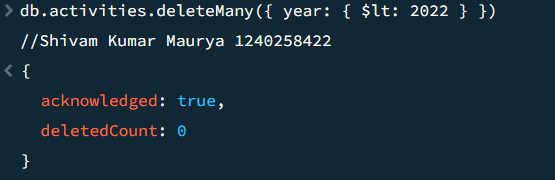 > db.activities.deleteMany({ year: { $lt: 2022 } })
//Shivam Kumar Maurya 1240258422
< {
acknowledged: true,
deletedCount: 0
}